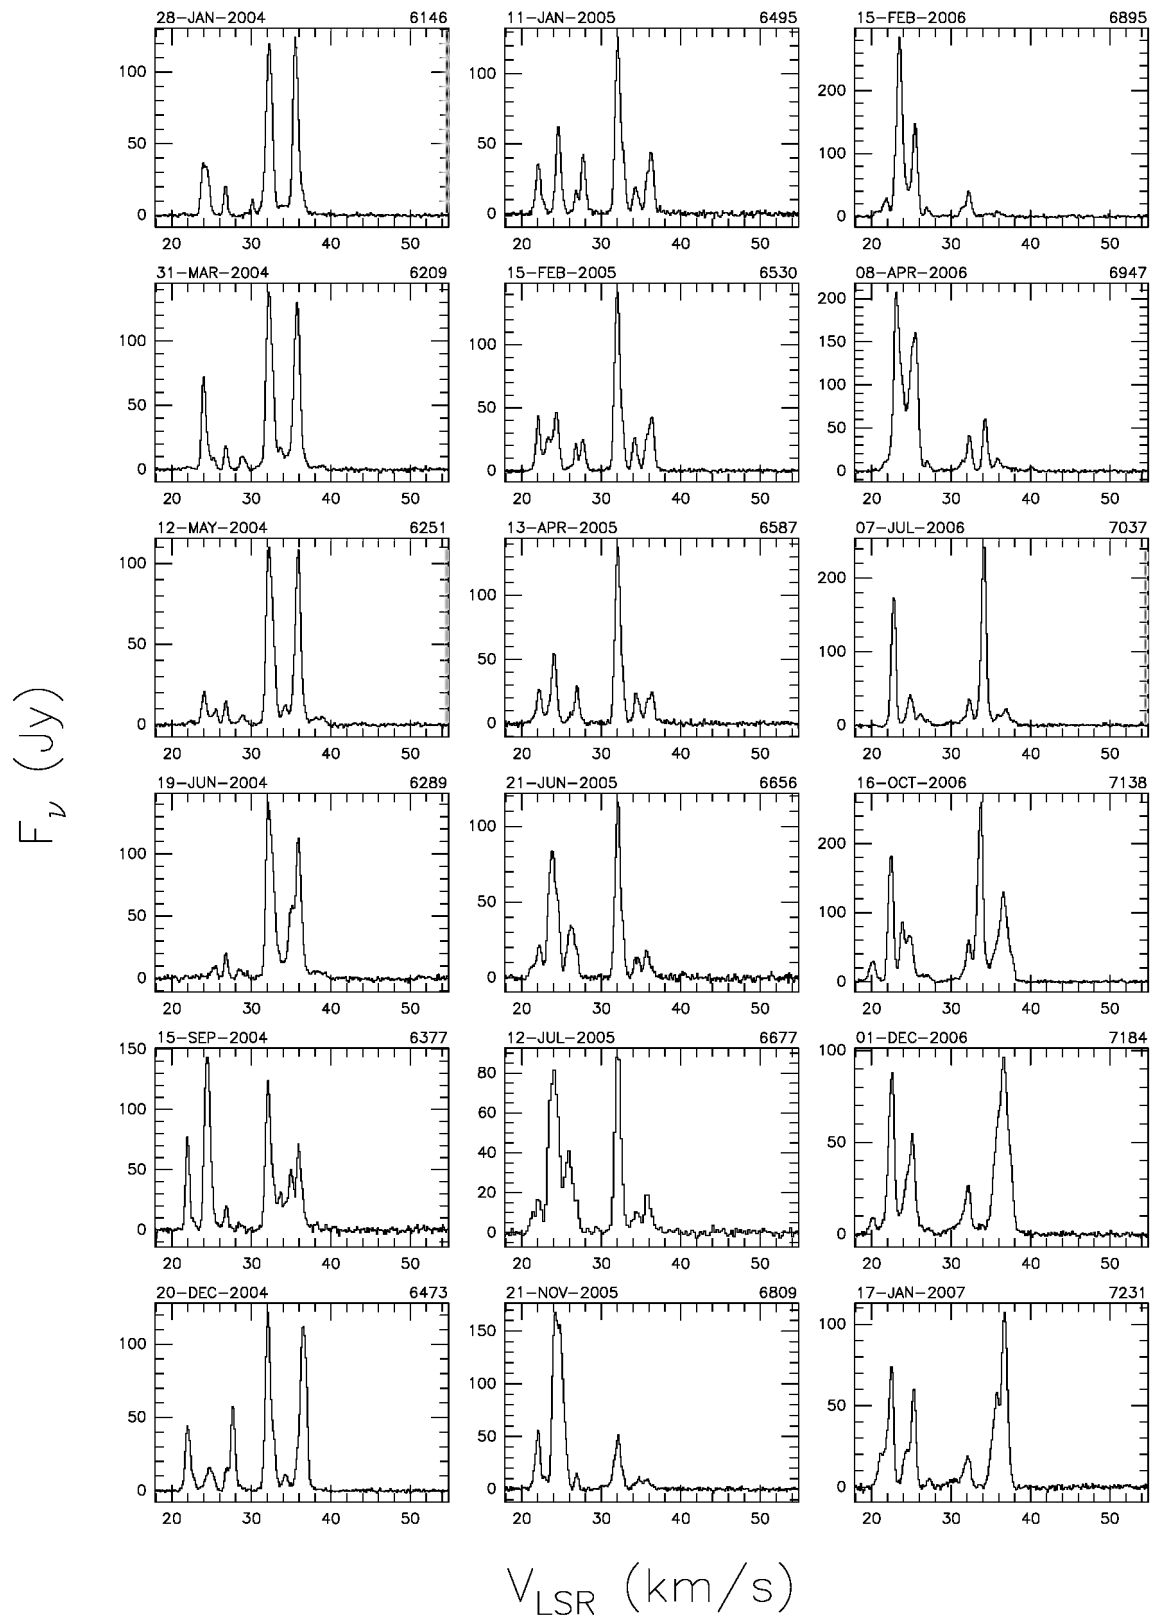 28-JAN-2004 6146 11-JAN-2005 6495 15-FEB-2006 6895
100 100 200
50 50 100
0 0 0
20 30 40 50 20 30 40 50 20 30 40 50
31-MAR-2004 6209 15-FEB-2005 6530 08-APR-2006 6947
200
100 100 150
50 50 100
50
0 0 0
20 30 40 50 20 30 40 50 20 30 40 50
12-MAY-2004 6251 13-APR-2005 6587 07-JUL-2006 7037
100 100 200
50 50 100
0 0 0
20 30 40 50 20 30 40 50 20 30 40 50
19-JUN-2004 6289 21-JUN-2005 6656 16-OCT-2006 7138
100 100 200
50 50 100
0 0 0
20 30 40 50 20 30 40 50 20 30 40 50
15-SEP-2004 6377 12-JUL-2005 6677 01-DEC-2006 7184
150 80 100
100 60
50 40 50
20
0 0 0
20 30 40 50 20 30 40 50 20 30 40 50
20-DEC-2004 6473 21-NOV-2005 6809 17-JAN-2007 7231
100 150 100
100
50 50 50
0 0 0
20 30 40 50 20 30 40 50 20 30 40 50
Fν (Jy)
VLSR (km/s)